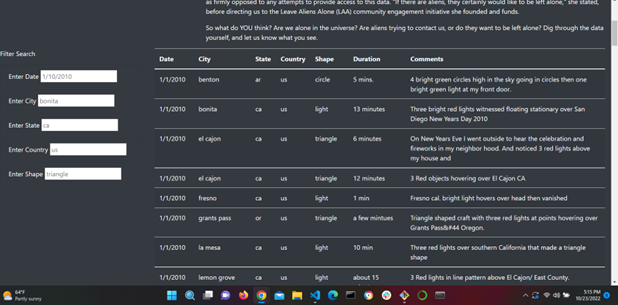 as firmly opposed to any attempts to provide access to this data. "If there are aliens, they certainly would like to be left alone," she stated,
before directing us to the Leave Aliens Alone (LAA) community engagement initiative she founded and funds.
So what do YOU think? Are we alone in the universe? Are aliens trying to contact us, or do they want to be left alone? Dig through the data
yourself, and let us know what you see.
Filter Search
Enter Date 1/10/2010
Enter City bonita
Enter State ca
Enter Country us
Enter Shape triangle
Date City State Country Shape Duration Comments
1/1/2010 benton ar us circle 5 mins. 4 bright green circles high in the sky going in circles then one
bright green light at my front door.
1/1/2010 bonita ca us light 13 minutes Three bright red lights witnessed floating stationary over San
Diego New Years Day 2010
1/1/2010 el cajon ca us triangle 6 minutes On New Years Eve I went outside to hear the celebration and
fireworks in my neighbor hood. And noticed 3 red lights above
my house and
1/1/2010 el cajon ca us triangle 12 minutes 3 Red objects hovering over El Cajon CA
1/1/2010 fresno ca us light 1 min Fresno cal. bright light hovers over head then vanished
1/1/2010 grants pass or us triangle a few mintues Triangle shaped craft with three red lights at points hovering over
Grants Pass&#44 Oregon.
1/1/2010 la mesa ca us light 10 min Three red lights over southern California that made a triangle
shape
1/1/2010 lemon grove ca us light about 15 3 Red lights in line pattern above El Cajon/ East County.
64°F
Partly sunny
5:15 PM
10/23/2022